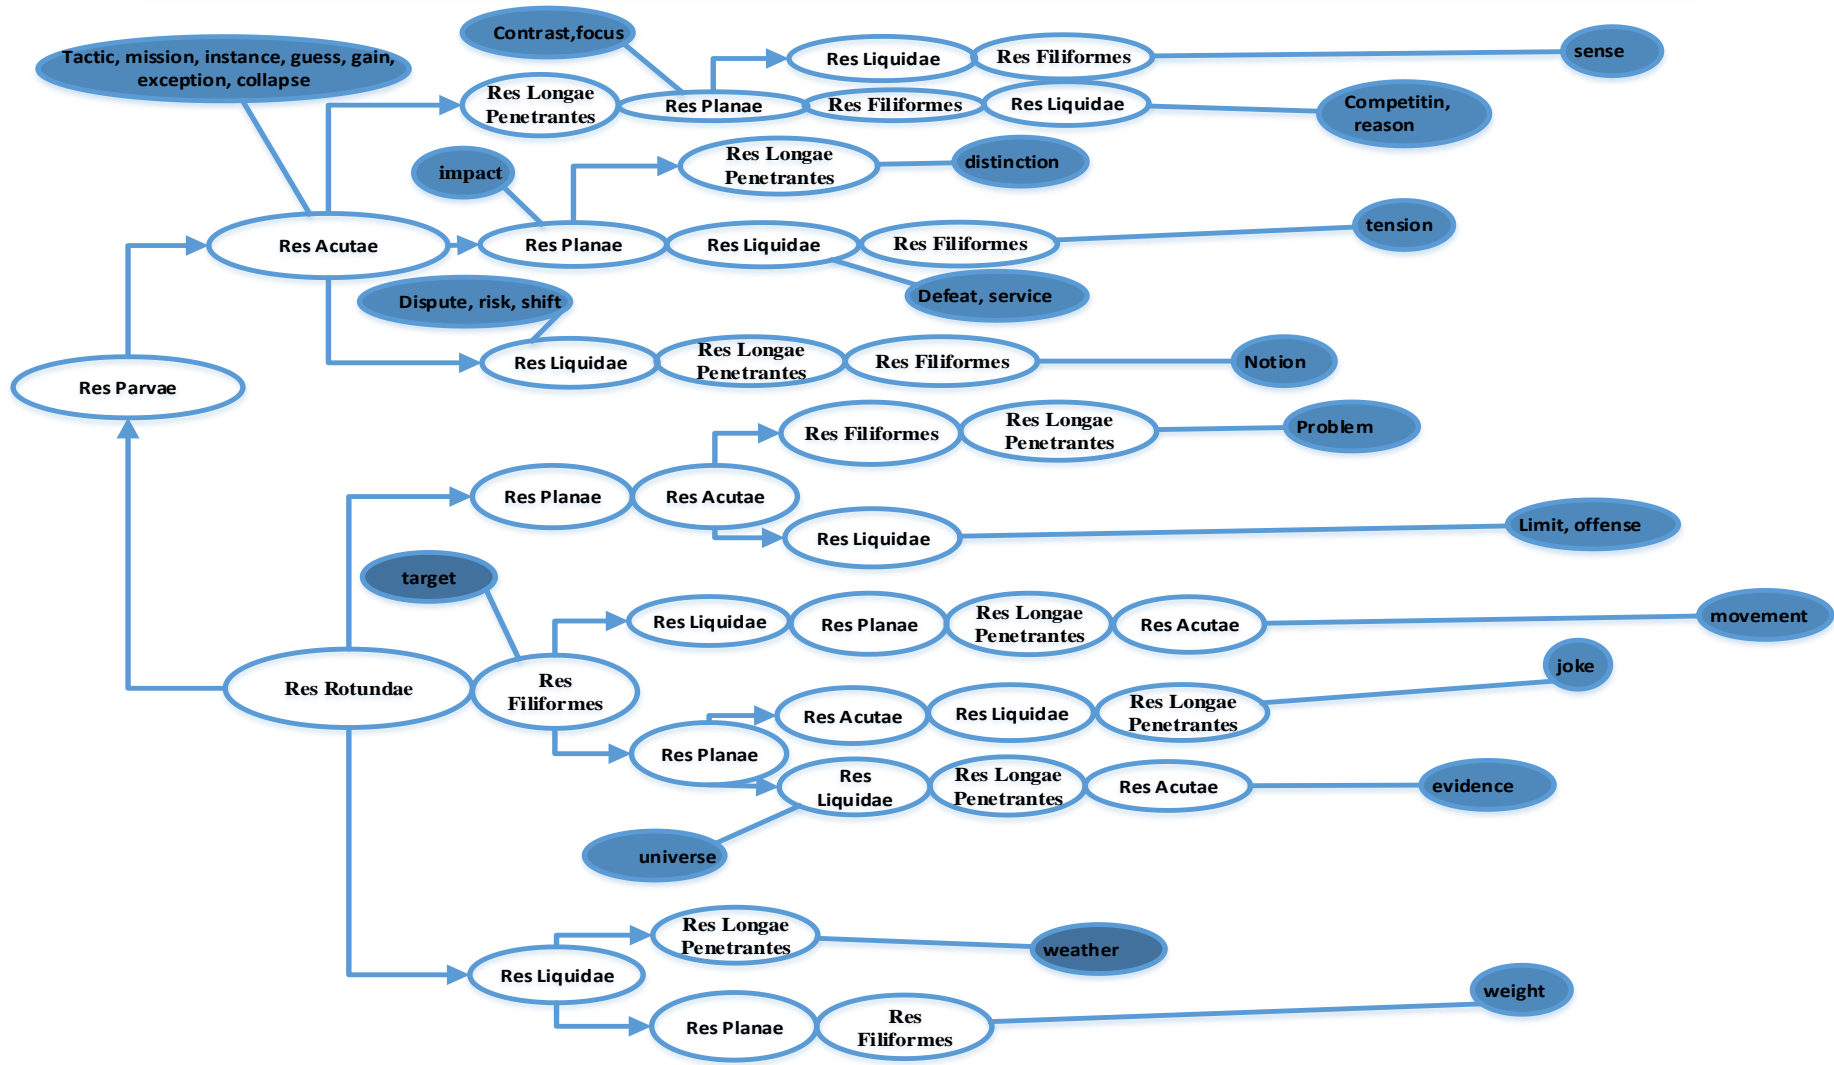 Contrast,focus
Res Liquidae
Res Filiformes
sense
Tactic, mission, instance, guess, gain,
exception, collapse
Res Longae
Penetrantes
Res Planae
Res Filiformes
Res Liquidae
Competitin,
reason
impact
Res Longae
Penetrantes
distinction
Res Acutae
Res Planae
Res Liquidae
Res Filiformes
tension
Defeat, service
Dispute, risk, shift
Res Liquidae
Res Longae
Penetrantes
Res Filiformes
Notion
Res Parvae
Res Filiformes
Res Longae
Penetrantes
Problem
Res Planae
Res Acutae
Res Liquidae
Limit, offense
target
Res Liquidae
Res Planae
Res Longae
Penetrantes
Res Acutae
movement
Res Rotundae
Res
Filiformes
joke
Res Acutae
Res Liquidae
Res Longae
Penetrantes
Res Planae
Res
Liquidae
Res Longae
Penetrantes
Res Acutae
evidence
universe
Res Longae
Penetrantes
weather
Res Liquidae
Res Planae
Res
Filiformes
weight